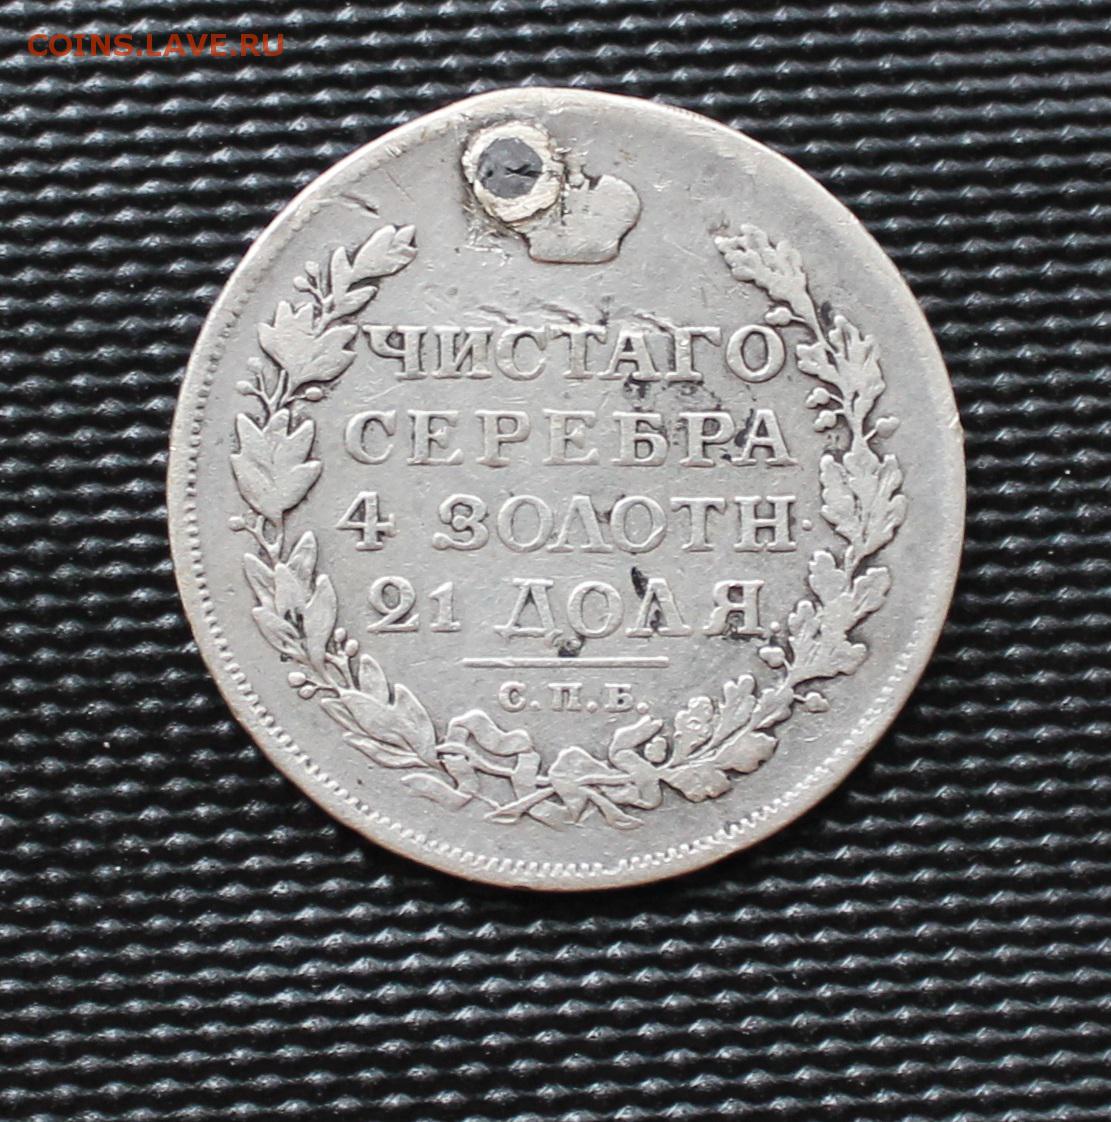 COINS.LAVE.RU
ЧИСТАГО
СЕРЕБРА
4 ЗОЛОТН·
21 ДОЛЯ.
С.П.Б.